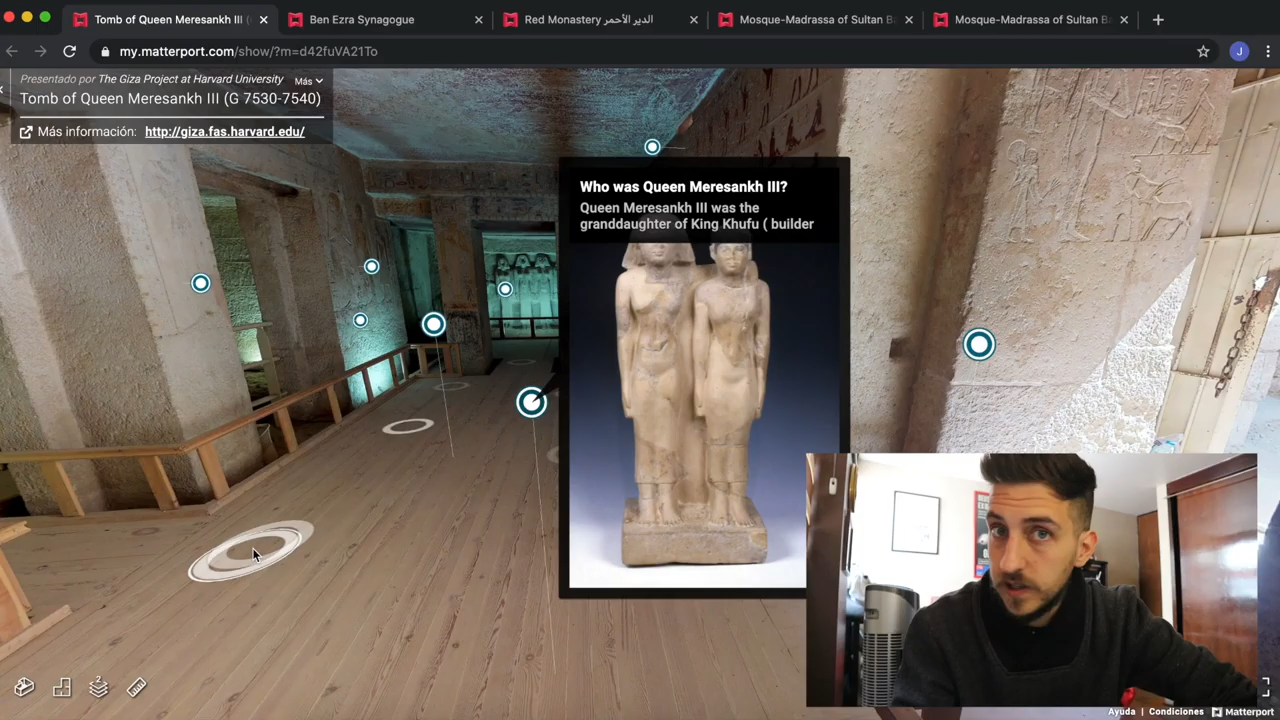 Tomb of Queen Meresankh III (
Ben Ezra Synagogue
Red Monastery الدير الأحمر
Mosque-Madrassa of Sultan Ba
Mosque-Madrassa of Sultan Ba
my.matterport.com/show/?m=d42fuVA21To
J
Presentado por The Giza Project at Harvard University
Más
Tomb of Queen Meresankh III (G 7530-7540)
Más información: http://giza.fas.harvard.edu/
Who was Queen Meresankh III?
Queen Meresankh III was the
granddaughter of King Khufu ( builder
2
Ayuda | Condiciones Matterport